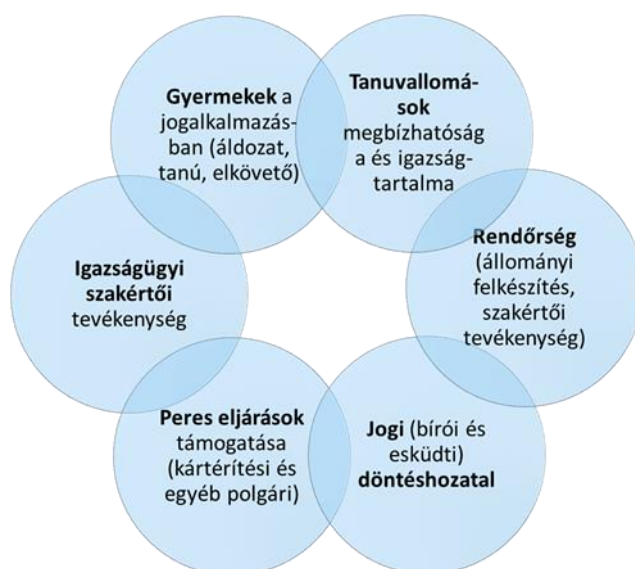 Gyermekek a
jogalkalmazás-
ban (áldozat,
tanú, elkövető)
Tanuvallomá-
sok
megbízhatóság
a és igazság-
tartalma
Rendőrség
(állományi
felkészítés,
szakértői
tevékenység)
Jogi (bírói és
esküdti)
döntéshozatal
Peres eljárások
támogatása
(kártérítési és
egyéb polgári)
Igazságügyi
szakértői
tevékenység